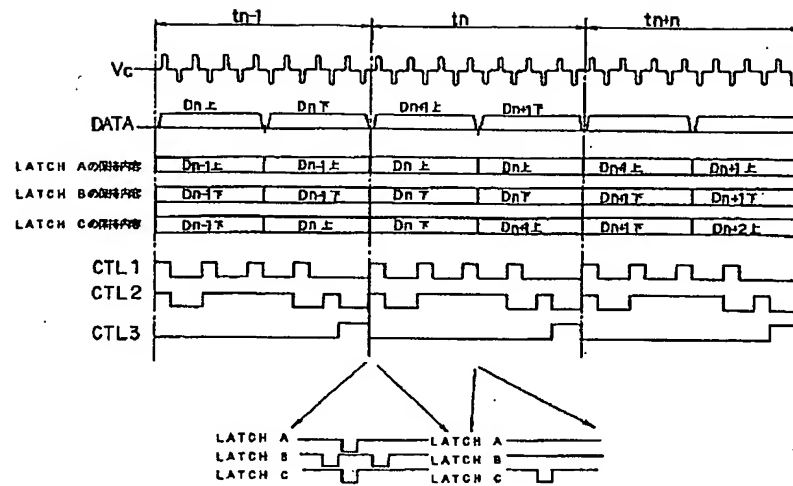 tn-1 tn tn+n
VG
Dn上 Dn下 Dn+1上 Dn+1下
DATA
LATCH Aの保持内容 Dn-1上 Dn-1上 Dn上 Dn上 Dn+1上 Dn+1上
LATCH Bの保持内容 Dn-1下 Dn-1下 Dn下 Dn下 Dn+1下 Dn+1下
LATCH Cの保持内容 Dn-1下 Dn上 Dn下 Dn+1上 Dn+1下 Dn+2上
CTL1
CTL2
CTL3
LATCH A LATCH A
LATCH B LATCH B
LATCH C LATCH C